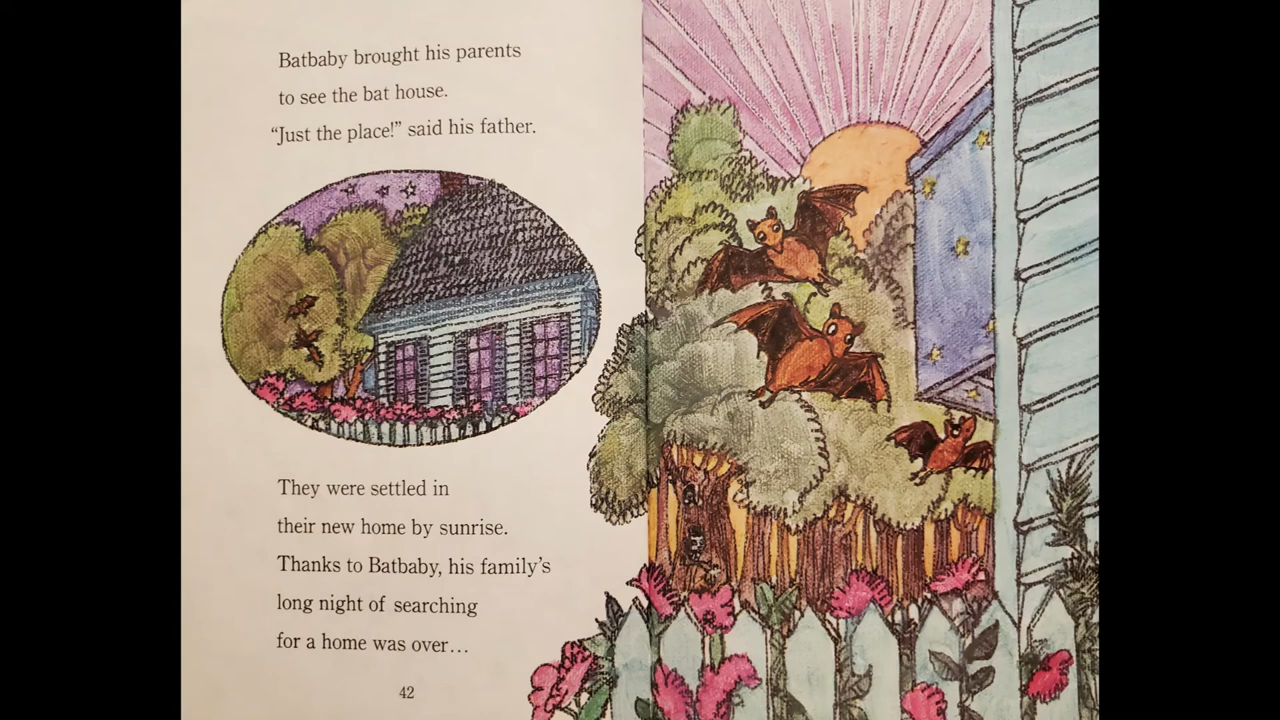 Batbaby brought his parents
to see the bat house.
“Just the place!” said his father.
They were settled in
their new home by sunrise.
Thanks to Batbaby, his family’s
long night of searching
for a home was over…
42